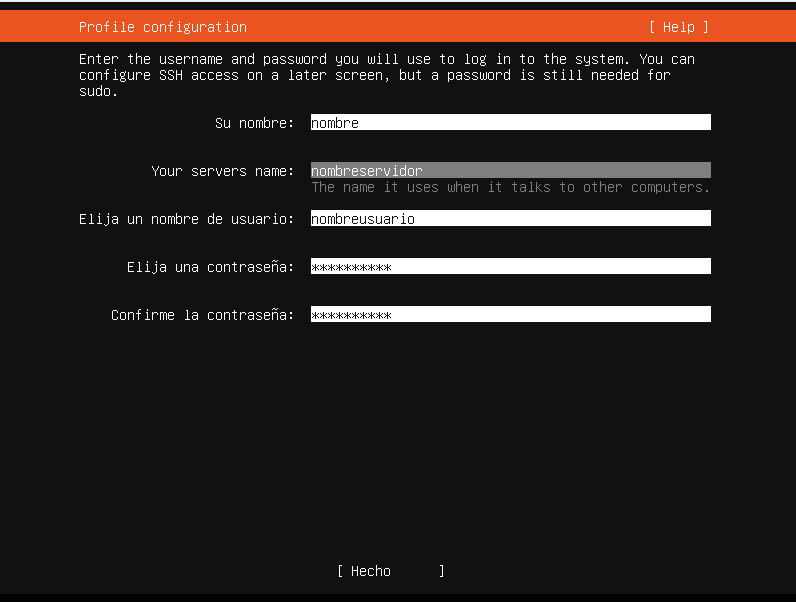 Profile configuration [ Help ]
Enter the username and password you will use to log in to the system. You can
configure SSH access on a later screen, but a password is still needed for
sudo.
Su nombre: nombre
Your servers name: nombreservidor
The name it uses when it talks to other computers.
Elija un nombre de usuario: nombreusuario
Elija una contraseña: **********
Confirme la contraseña: **********
[ Hecho ]